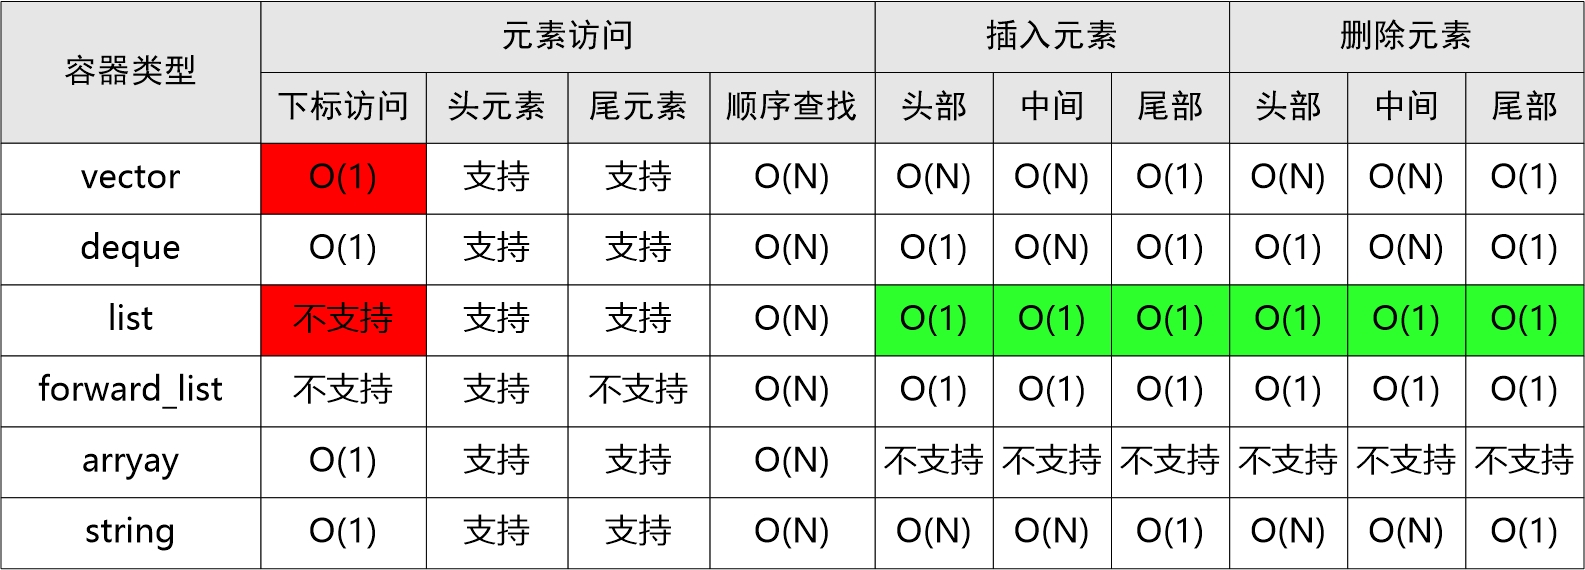 容器类型 元素访问 插入元素 删除元素
下标访问 头元素 尾元素 顺序查找 头部 中间 尾部 头部 中间 尾部
vector O(1) 支持 支持 O(N) O(N) O(N) O(1) O(N) O(N) O(1)
deque O(1) 支持 支持 O(N) O(1) O(N) O(1) O(1) O(N) O(1)
list 不支持 支持 支持 O(N) O(1) O(1) O(1) O(1) O(1) O(1)
forward_list 不支持 支持 不支持 O(N) O(1) O(1) O(1) O(1) O(1) O(1)
arryay O(1) 支持 支持 O(N) 不支持 不支持 不支持 不支持 不支持 不支持
string O(1) 支持 支持 O(N) O(N) O(N) O(1) O(N) O(N) O(1)